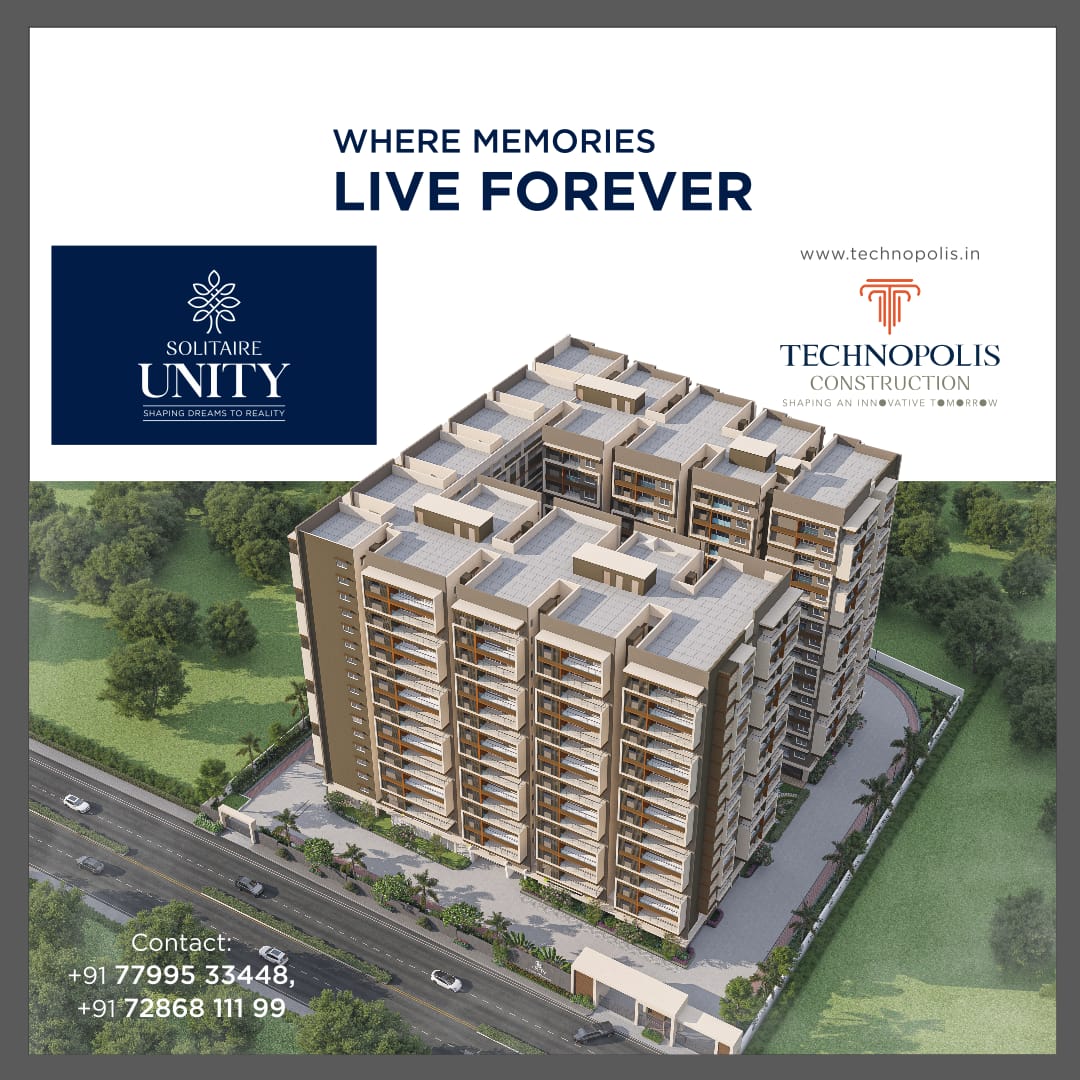 WHERE MEMORIES
LIVE FOREVER
SOLITAIRE
UNITY
SHAPING DREAMS TO REALITY
www.technopolis.in
TECHNOPOLIS
CONSTRUCTION
SHAPING AN INNOVATIVE TOMORROW
Contact:
+91 77995 33448,
+91 72868 111 99